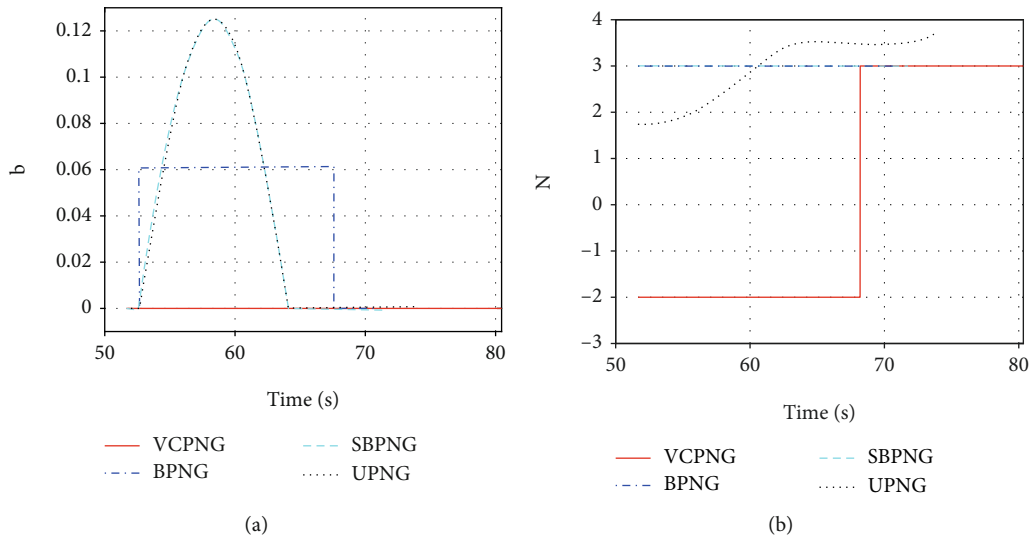 0.12
0.1
0.08
0.06
0.04
0.02
0
b
50
60
70
80
Time (s)
VCPNG
SBPNG
BPNG
UPNG
(a)
4
3
2
1
0
−1
−2
−3
N
50
60
70
80
Time (s)
VCPNG
SBPNG
BPNG
UPNG
(b)